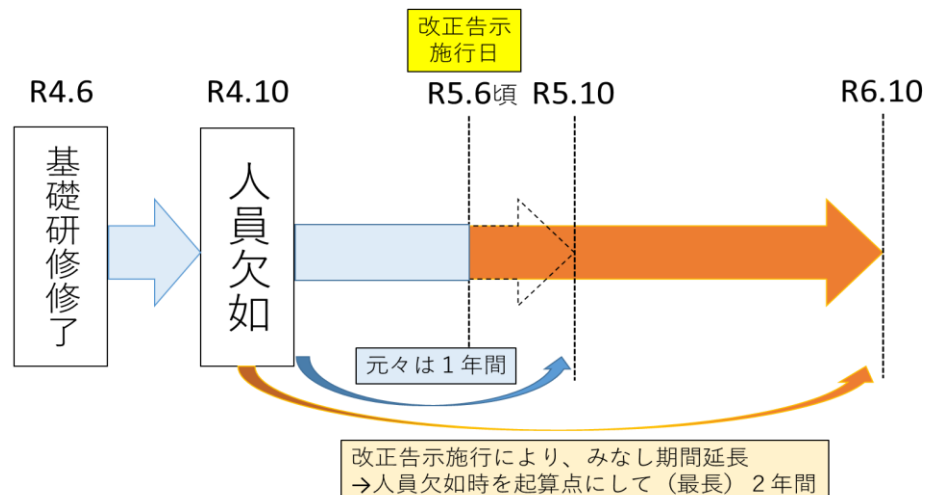 改正告示
施行日
R4.6
R4.10
R5.6頃
R5.10
R6.10
基礎研修修了
人員欠如
元々は1年間
改正告示施行により、みなし期間延長
→人員欠如時を起算点にして（最長）2年間